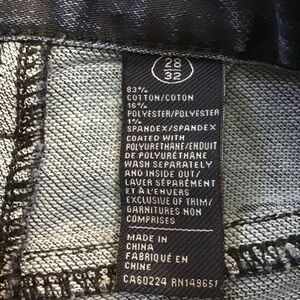 28
32
83%
COTTON/COTON
16%
POLYESTER/POLYESTER
1%
SPANDEX/SPANDEX
COATED WITH
POLYURETHANE/ENDUIT
DE POLYURÉTHANE
WASH SEPARATELY
AND INSIDE OUT/
LAVER SÉPARÉMENT
ET À L'ENVERS
EXCLUSIVE OF TRIM/
GARNITURES NON
COMPRISES
MADE IN
CHINA
FABRIQUÉ EN
CHINE
CA60224 RN149651